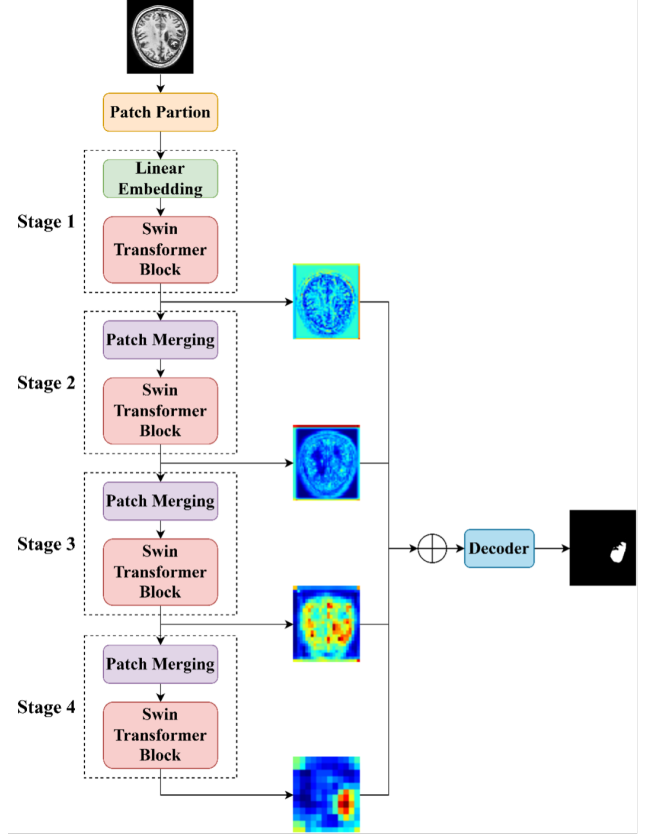 Patch Partion
Linear
Embedding
Stage 1
Swin
Transformer
Block
Patch Merging
Stage 2
Swin
Transformer
Block
Patch Merging
Stage 3
Swin
Transformer
Block
Decoder
Patch Merging
Stage 4
Swin
Transformer
Block